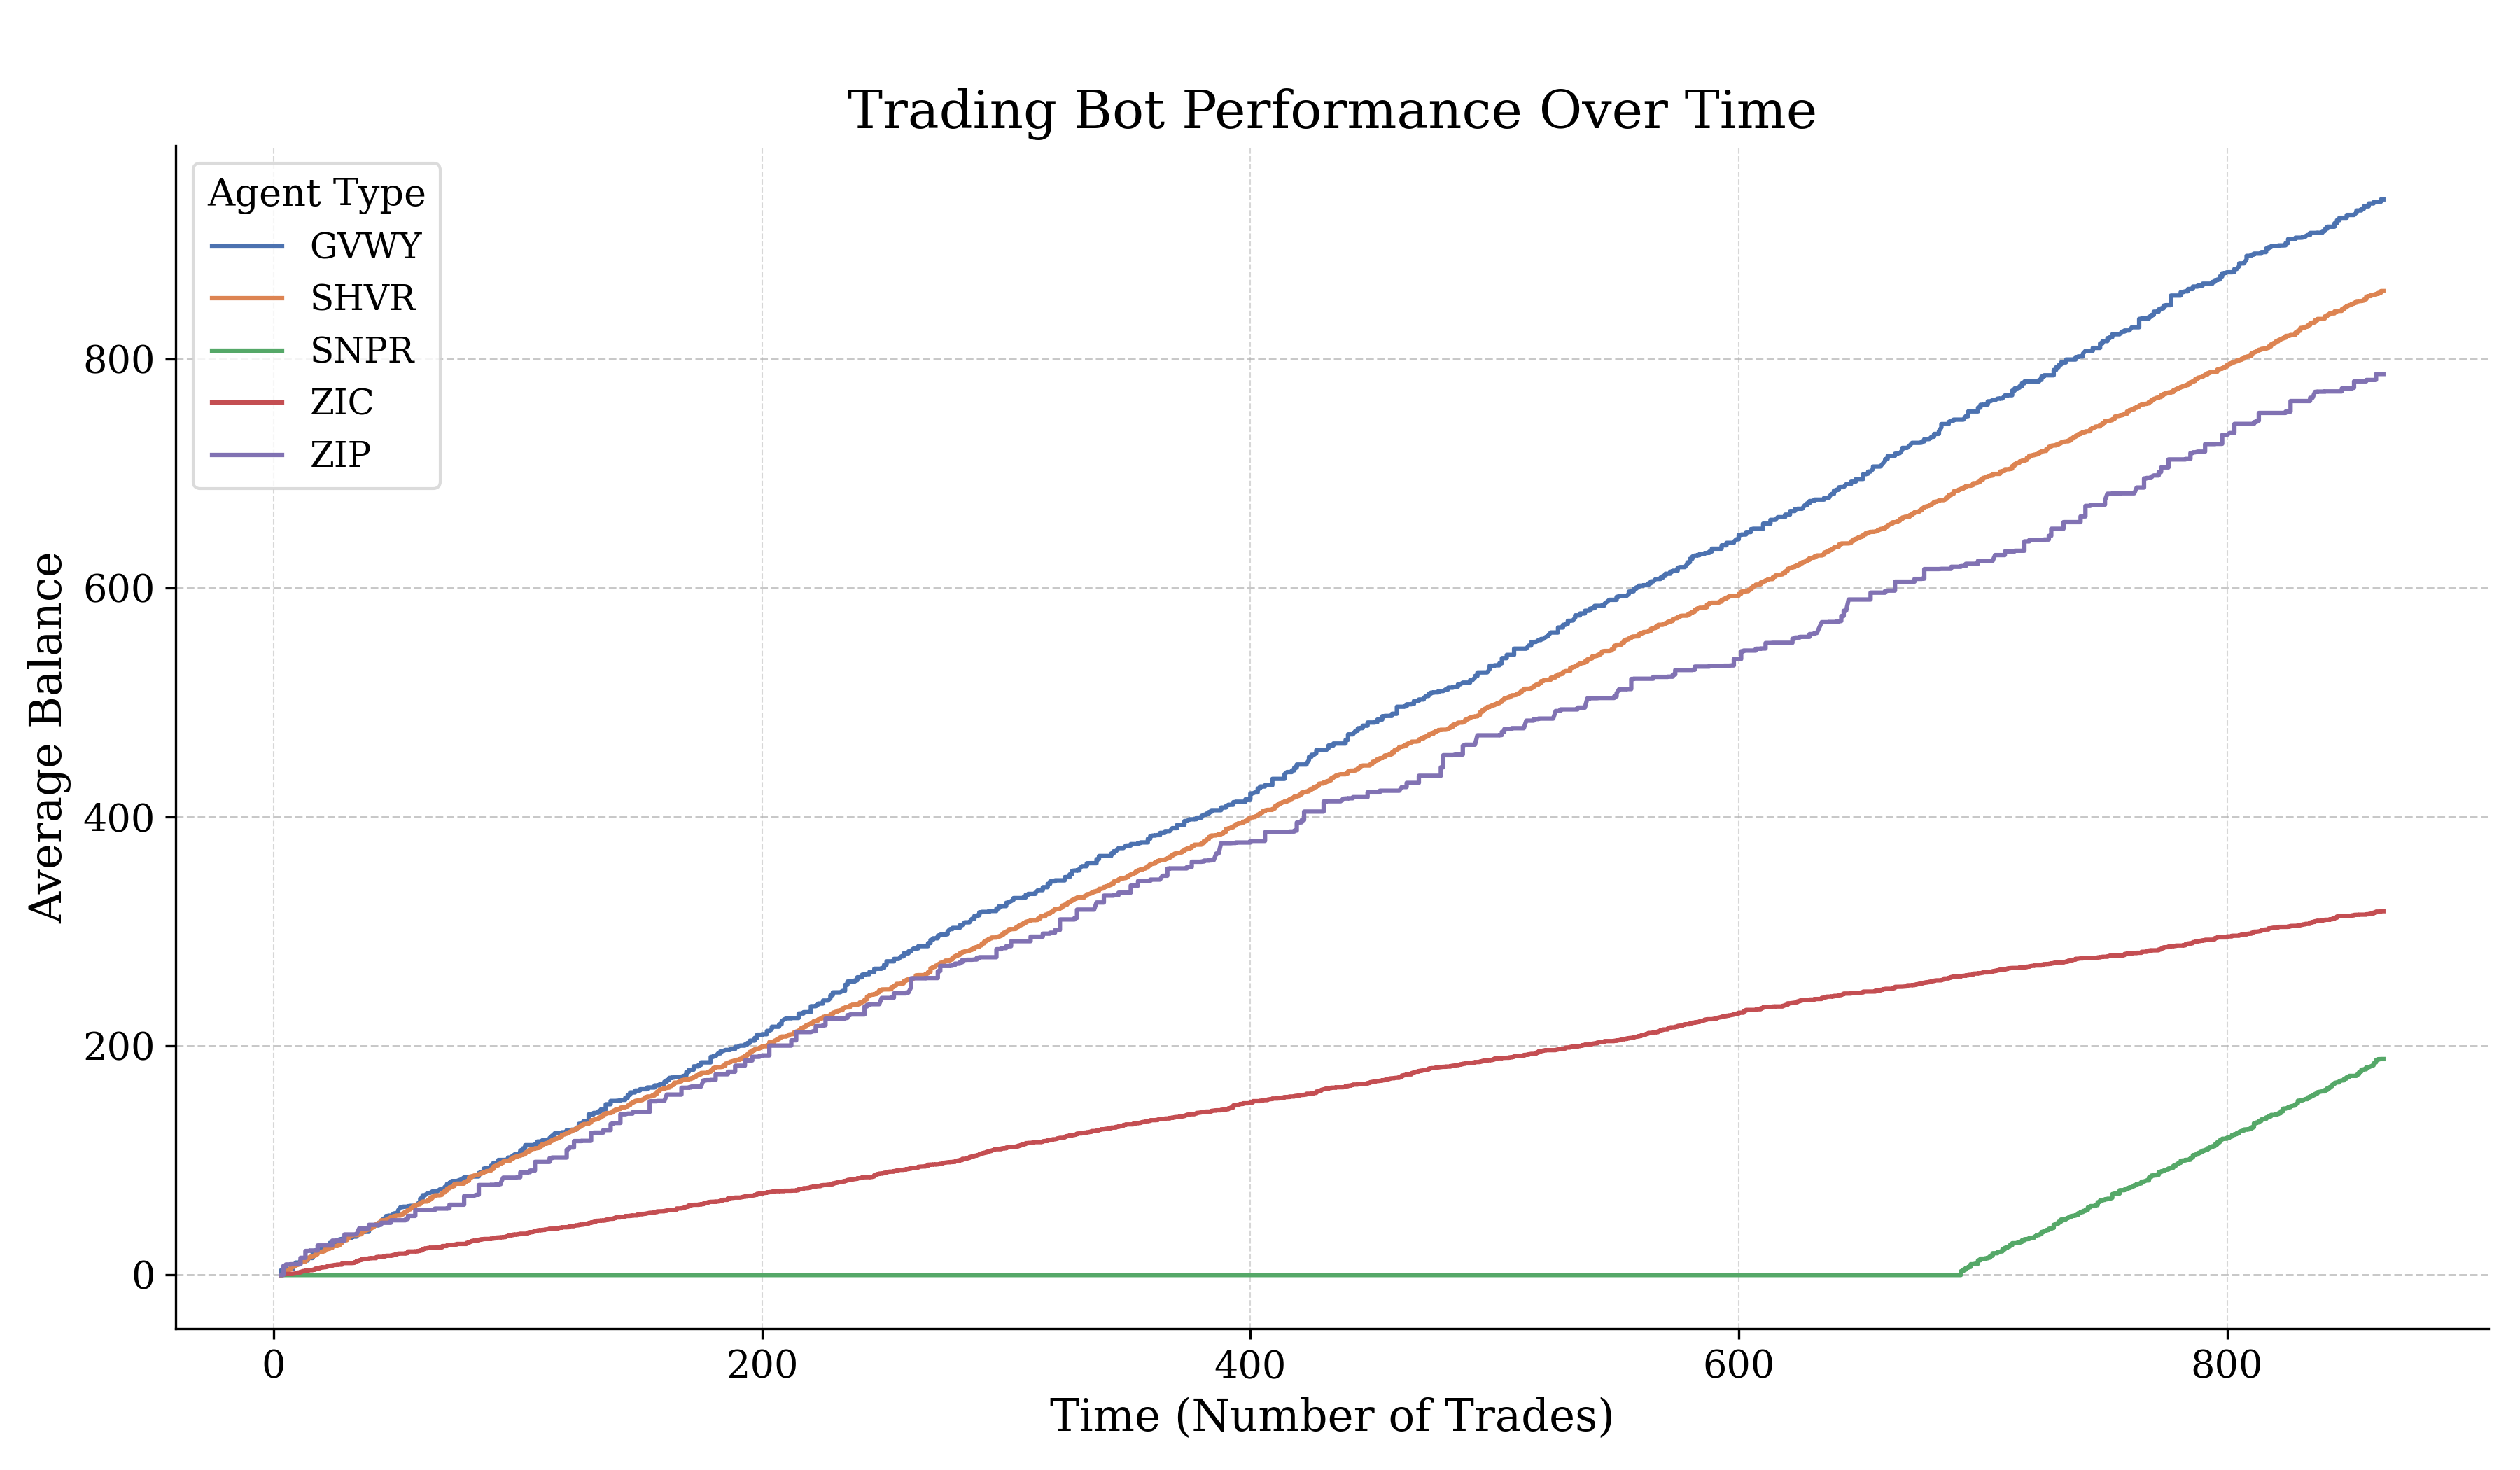 Trading Bot Performance Over Time
Agent Type
GVWY
SHVR
SNPR
ZIC
ZIP
Average Balance
800
600
400
200
0
0 200 400 600 800
Time (Number of Trades)